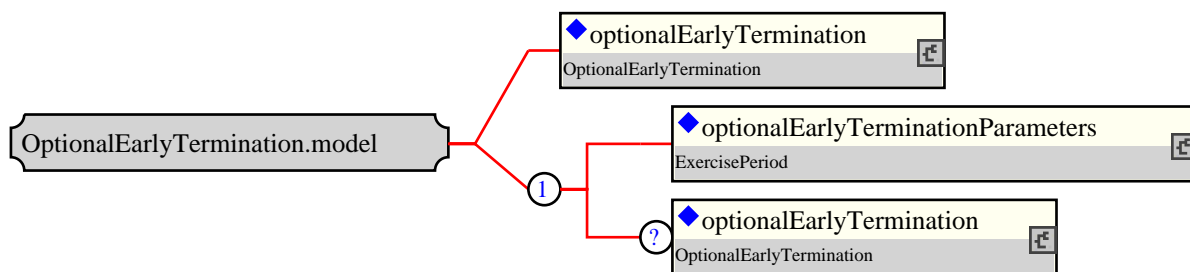 optionalEarlyTermination
OptionalEarlyTermination
OptionalEarlyTermination.model
optionalEarlyTerminationParameters
ExercisePeriod
1
optionalEarlyTermination
?
OptionalEarlyTermination